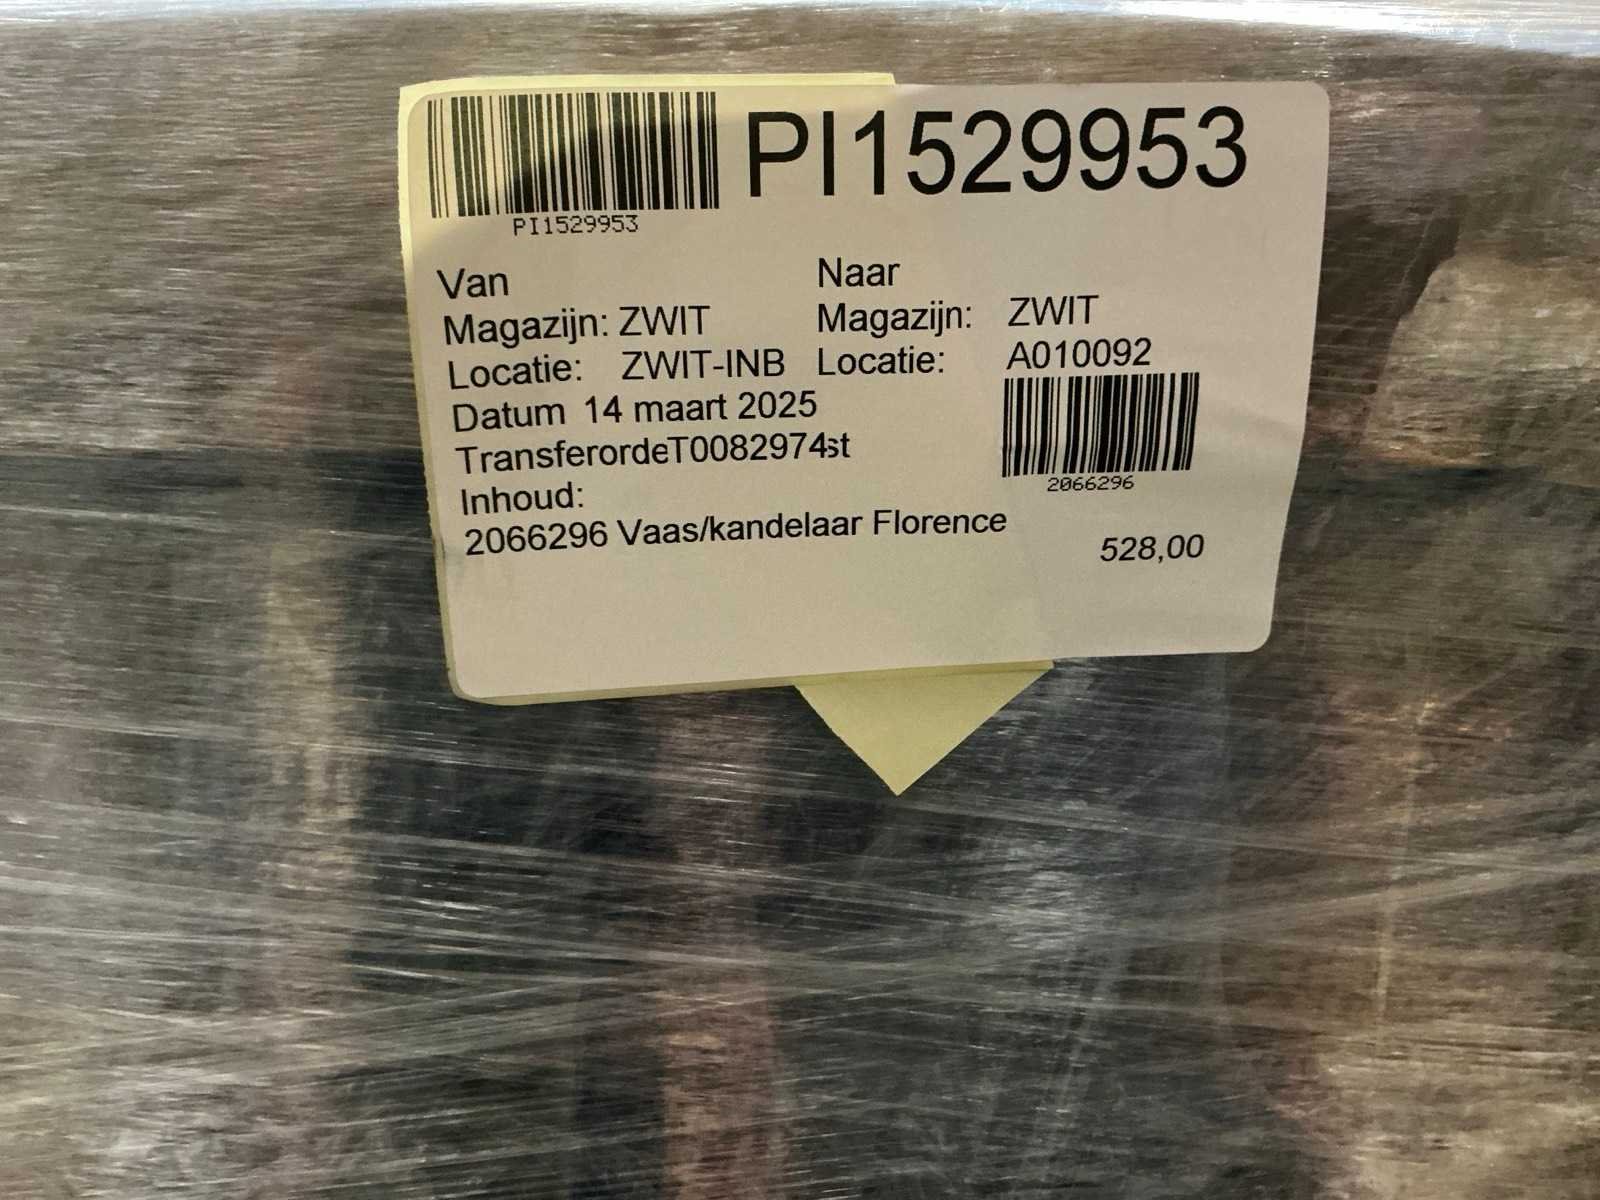 PI1529953
PI1529953
Van
Naar
Magazijn: ZWIT
Magazijn: ZWIT
Locatie: ZWIT-INB
Locatie: A010092
Datum 14 maart 2025
TransferordeT0082974st
2066296
Inhoud:
2066296 Vaas/kandelaar Florence
528,00